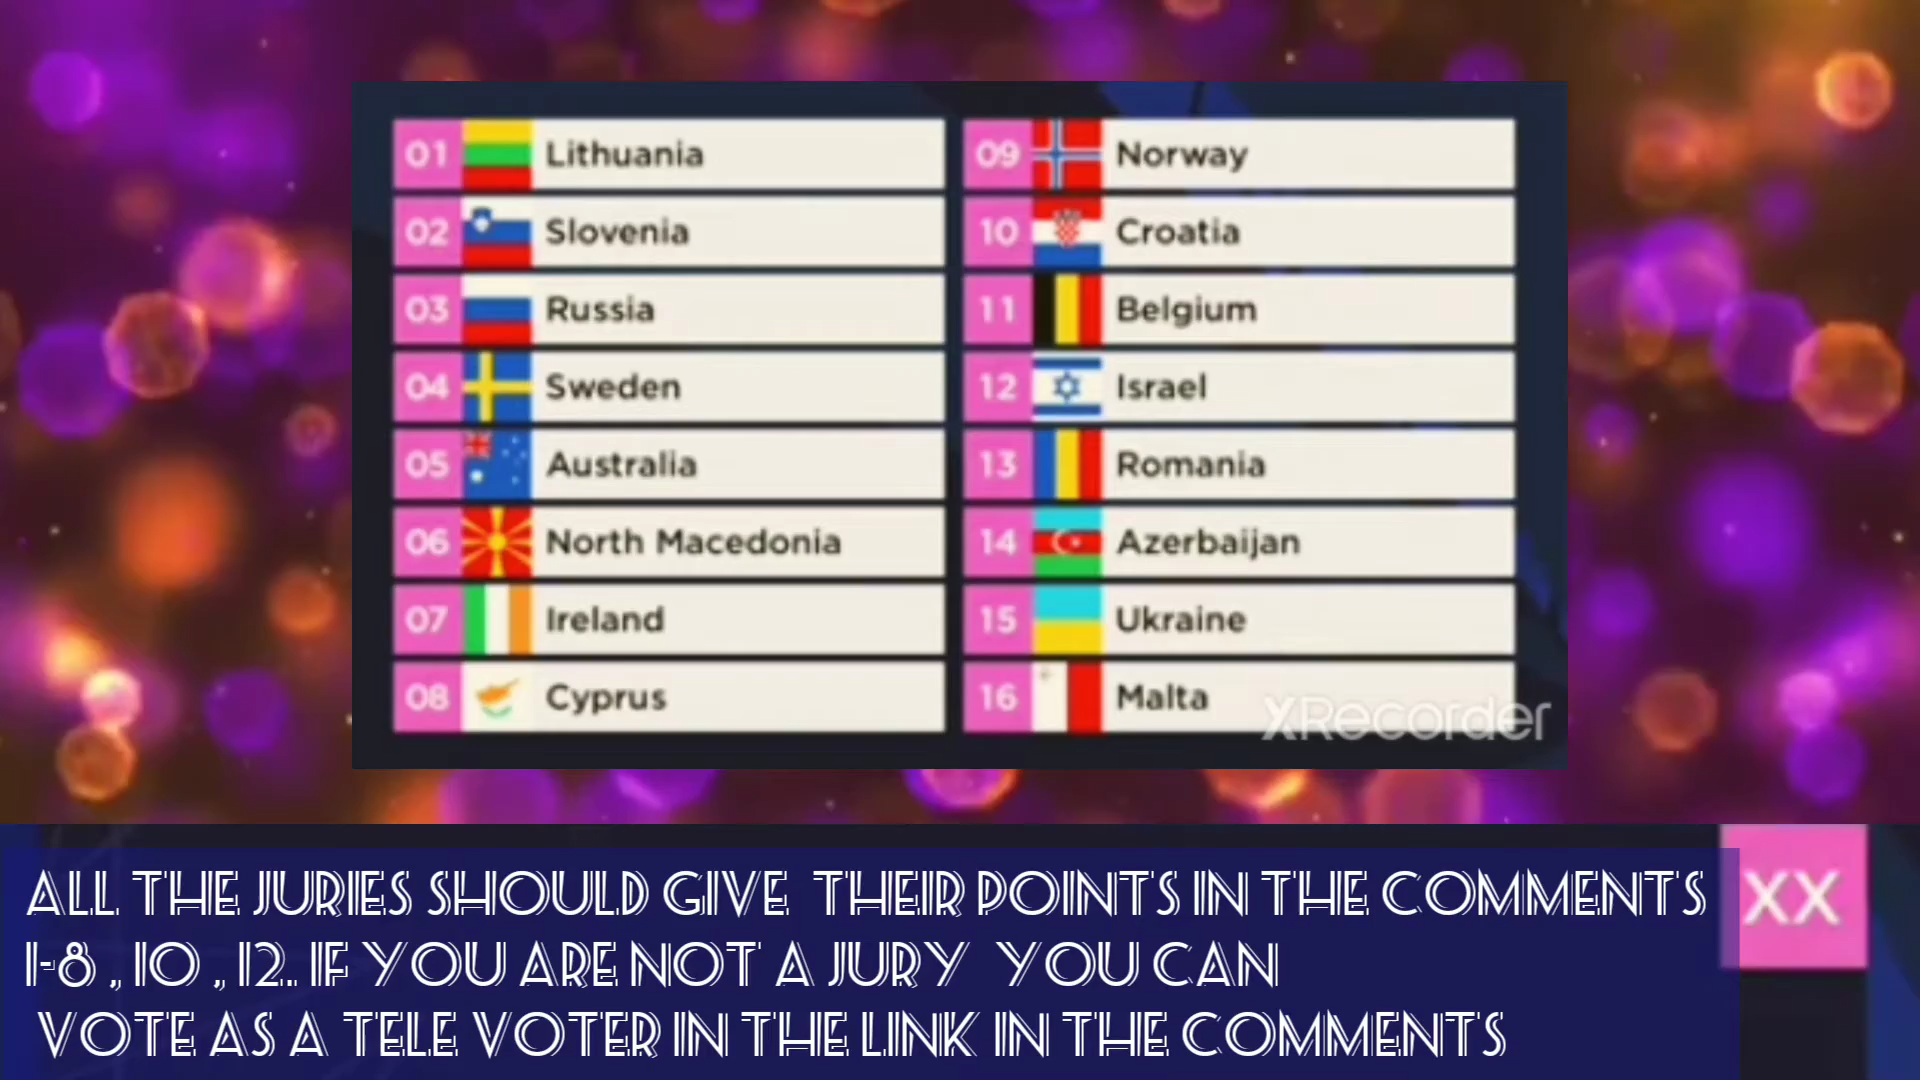 01 Lithuania
02 Slovenia
03 Russia
04 Sweden
05 Australia
06 North Macedonia
07 Ireland
08 Cyprus
09 Norway
10 Croatia
11 Belgium
12 Israel
13 Romania
14 Azerbaijan
15 Ukraine
16 Malta
XRecorder
ALL THE JURIES SHOULD GIVE THEIR POINTS IN THE COMMENTS
1-8 , 10 , 12. IF YOU ARE NOT A JURY YOU CAN
VOTE AS A TELE VOTER IN THE LINK IN THE COMMENTS
XX